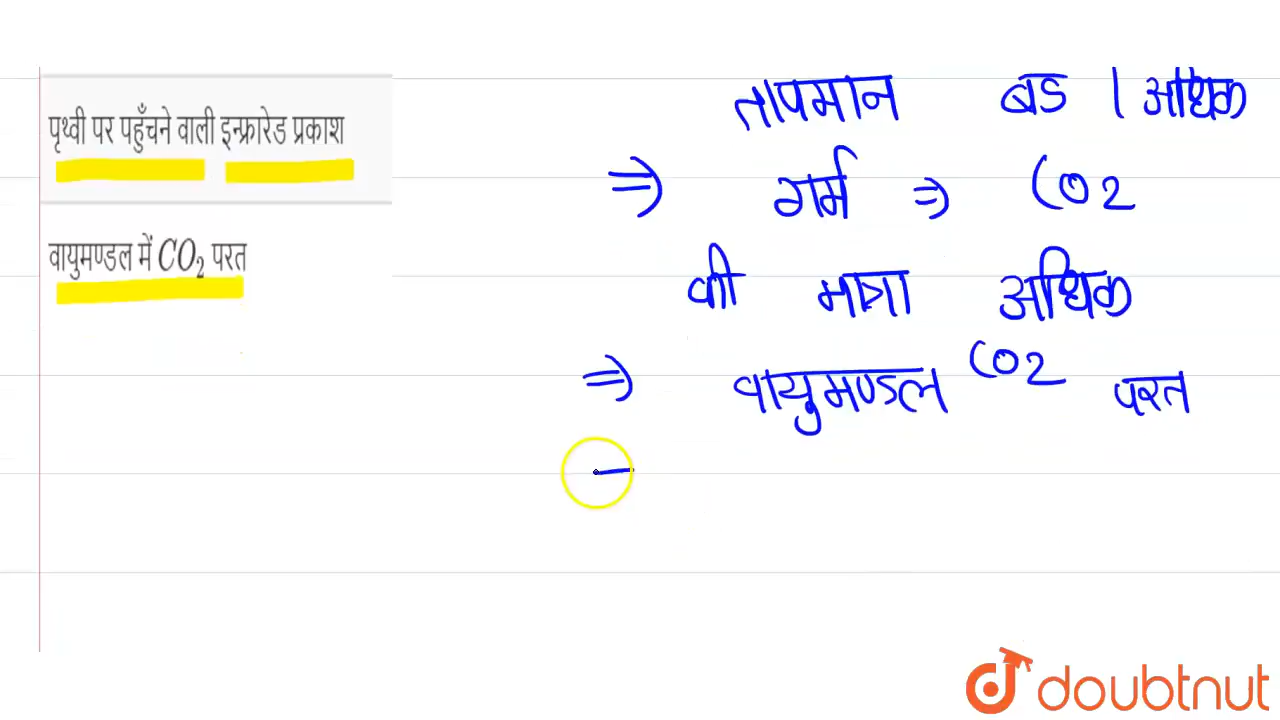 पृथ्वी पर पहुँचने वाली इन्फ्रारेड प्रकाश
वायुमण्डल में CO₂ परत
तापमान बड | अधिक
⇒ गर्म ⇒ CO2
की मात्रा अधिक
⇒ वायुमण्डल CO2 परत
doubtnut